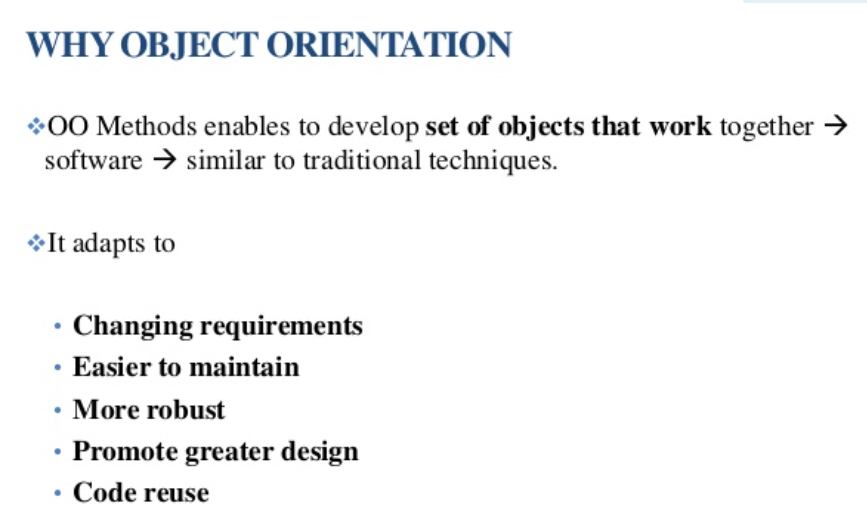 WHY OBJECT ORIENTATION
❖OO Methods enables to develop set of objects that work together →
software → similar to traditional techniques.
❖It adapts to
• Changing requirements
• Easier to maintain
• More robust
• Promote greater design
• Code reuse